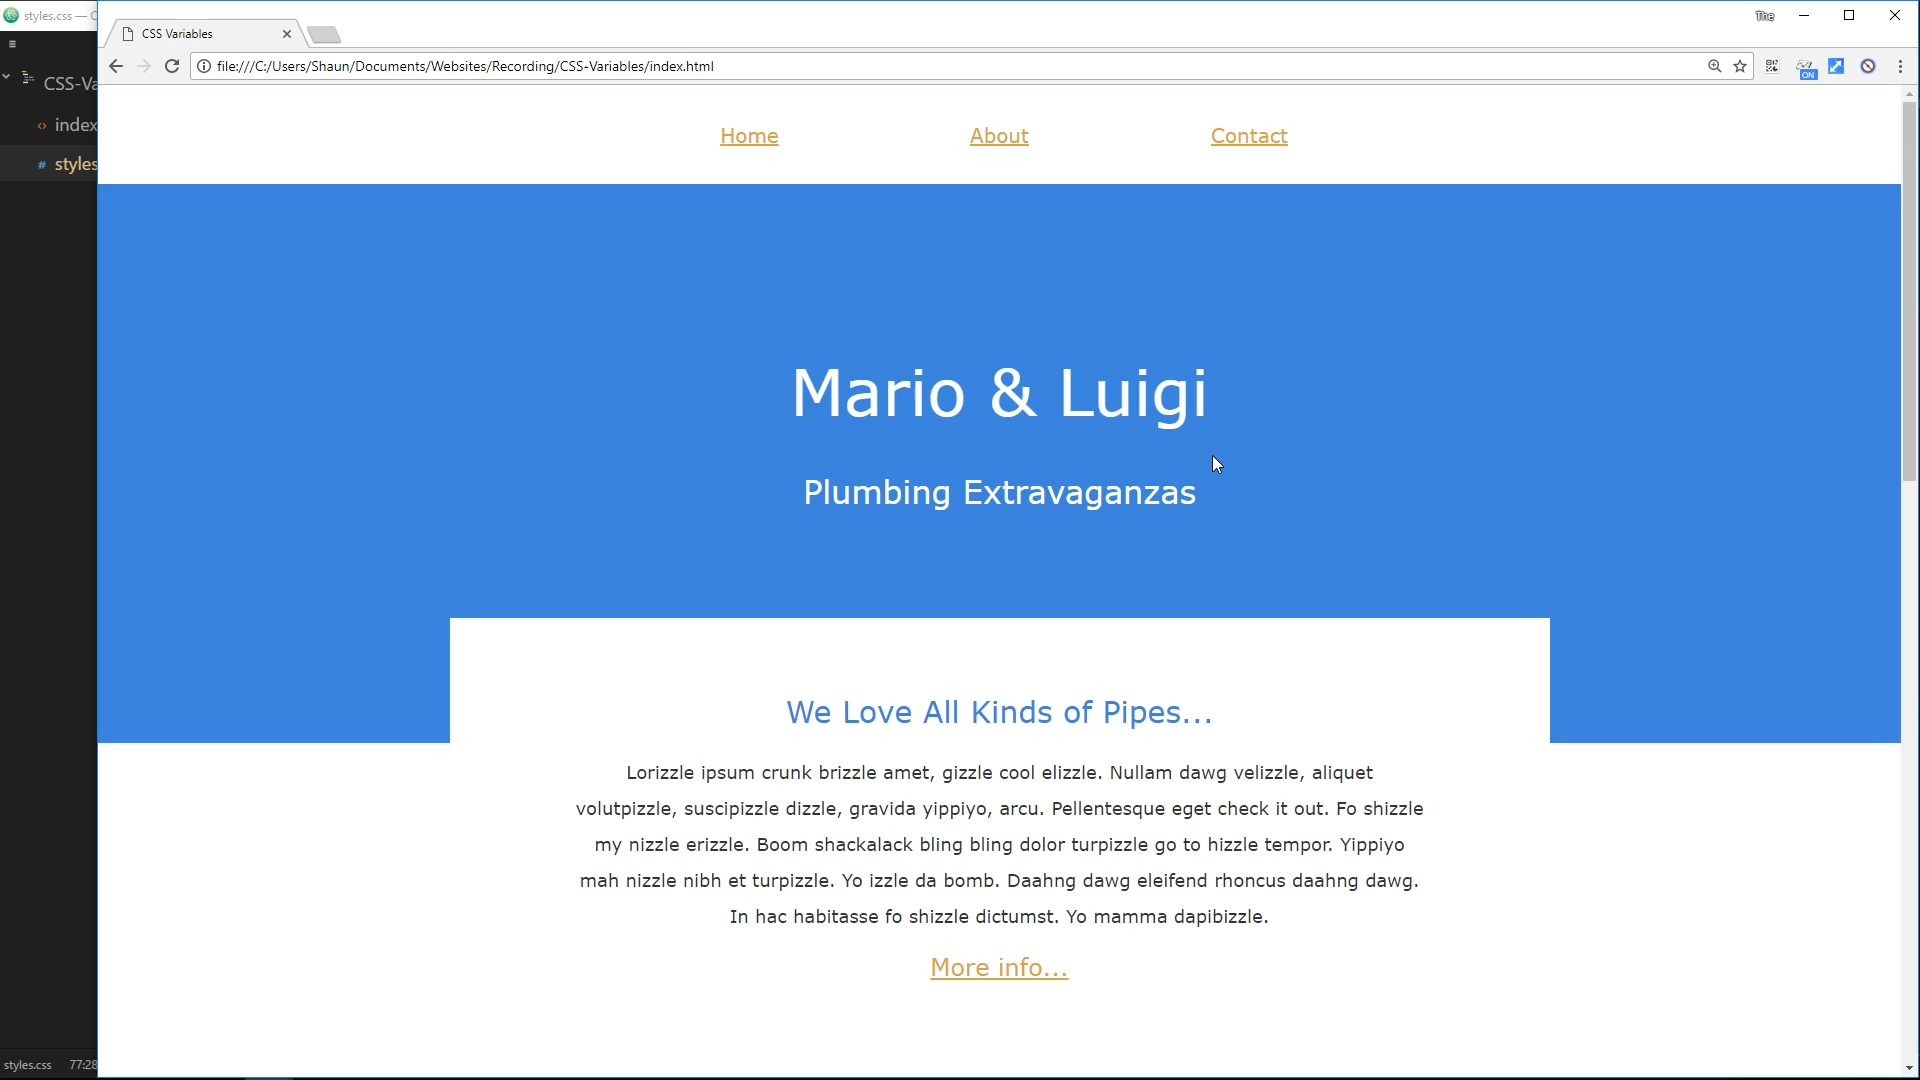 styles.css — C
The
CSS Variables
file:///C:/Users/Shaun/Documents/Websites/Recording/CSS-Variables/index.html
ON
CSS-Va
index
styles
Home About Contact
Mario & Luigi
Plumbing Extravaganzas
We Love All Kinds of Pipes...
Lorizzle ipsum crunk brizzle amet, gizzle cool elizzle. Nullam dawg velizzle, aliquet
volutpizzle, suscipizzle dizzle, gravida yippiyo, arcu. Pellentesque eget check it out. Fo shizzle
my nizzle erizzle. Boom shackalack bling bling dolor turpizzle go to hizzle tempor. Yippiyo
mah nizzle nibh et turpizzle. Yo izzle da bomb. Daahng dawg eleifend rhoncus daahng dawg.
In hac habitasse fo shizzle dictumst. Yo mamma dapibizzle.
More info...
styles.css 77:28